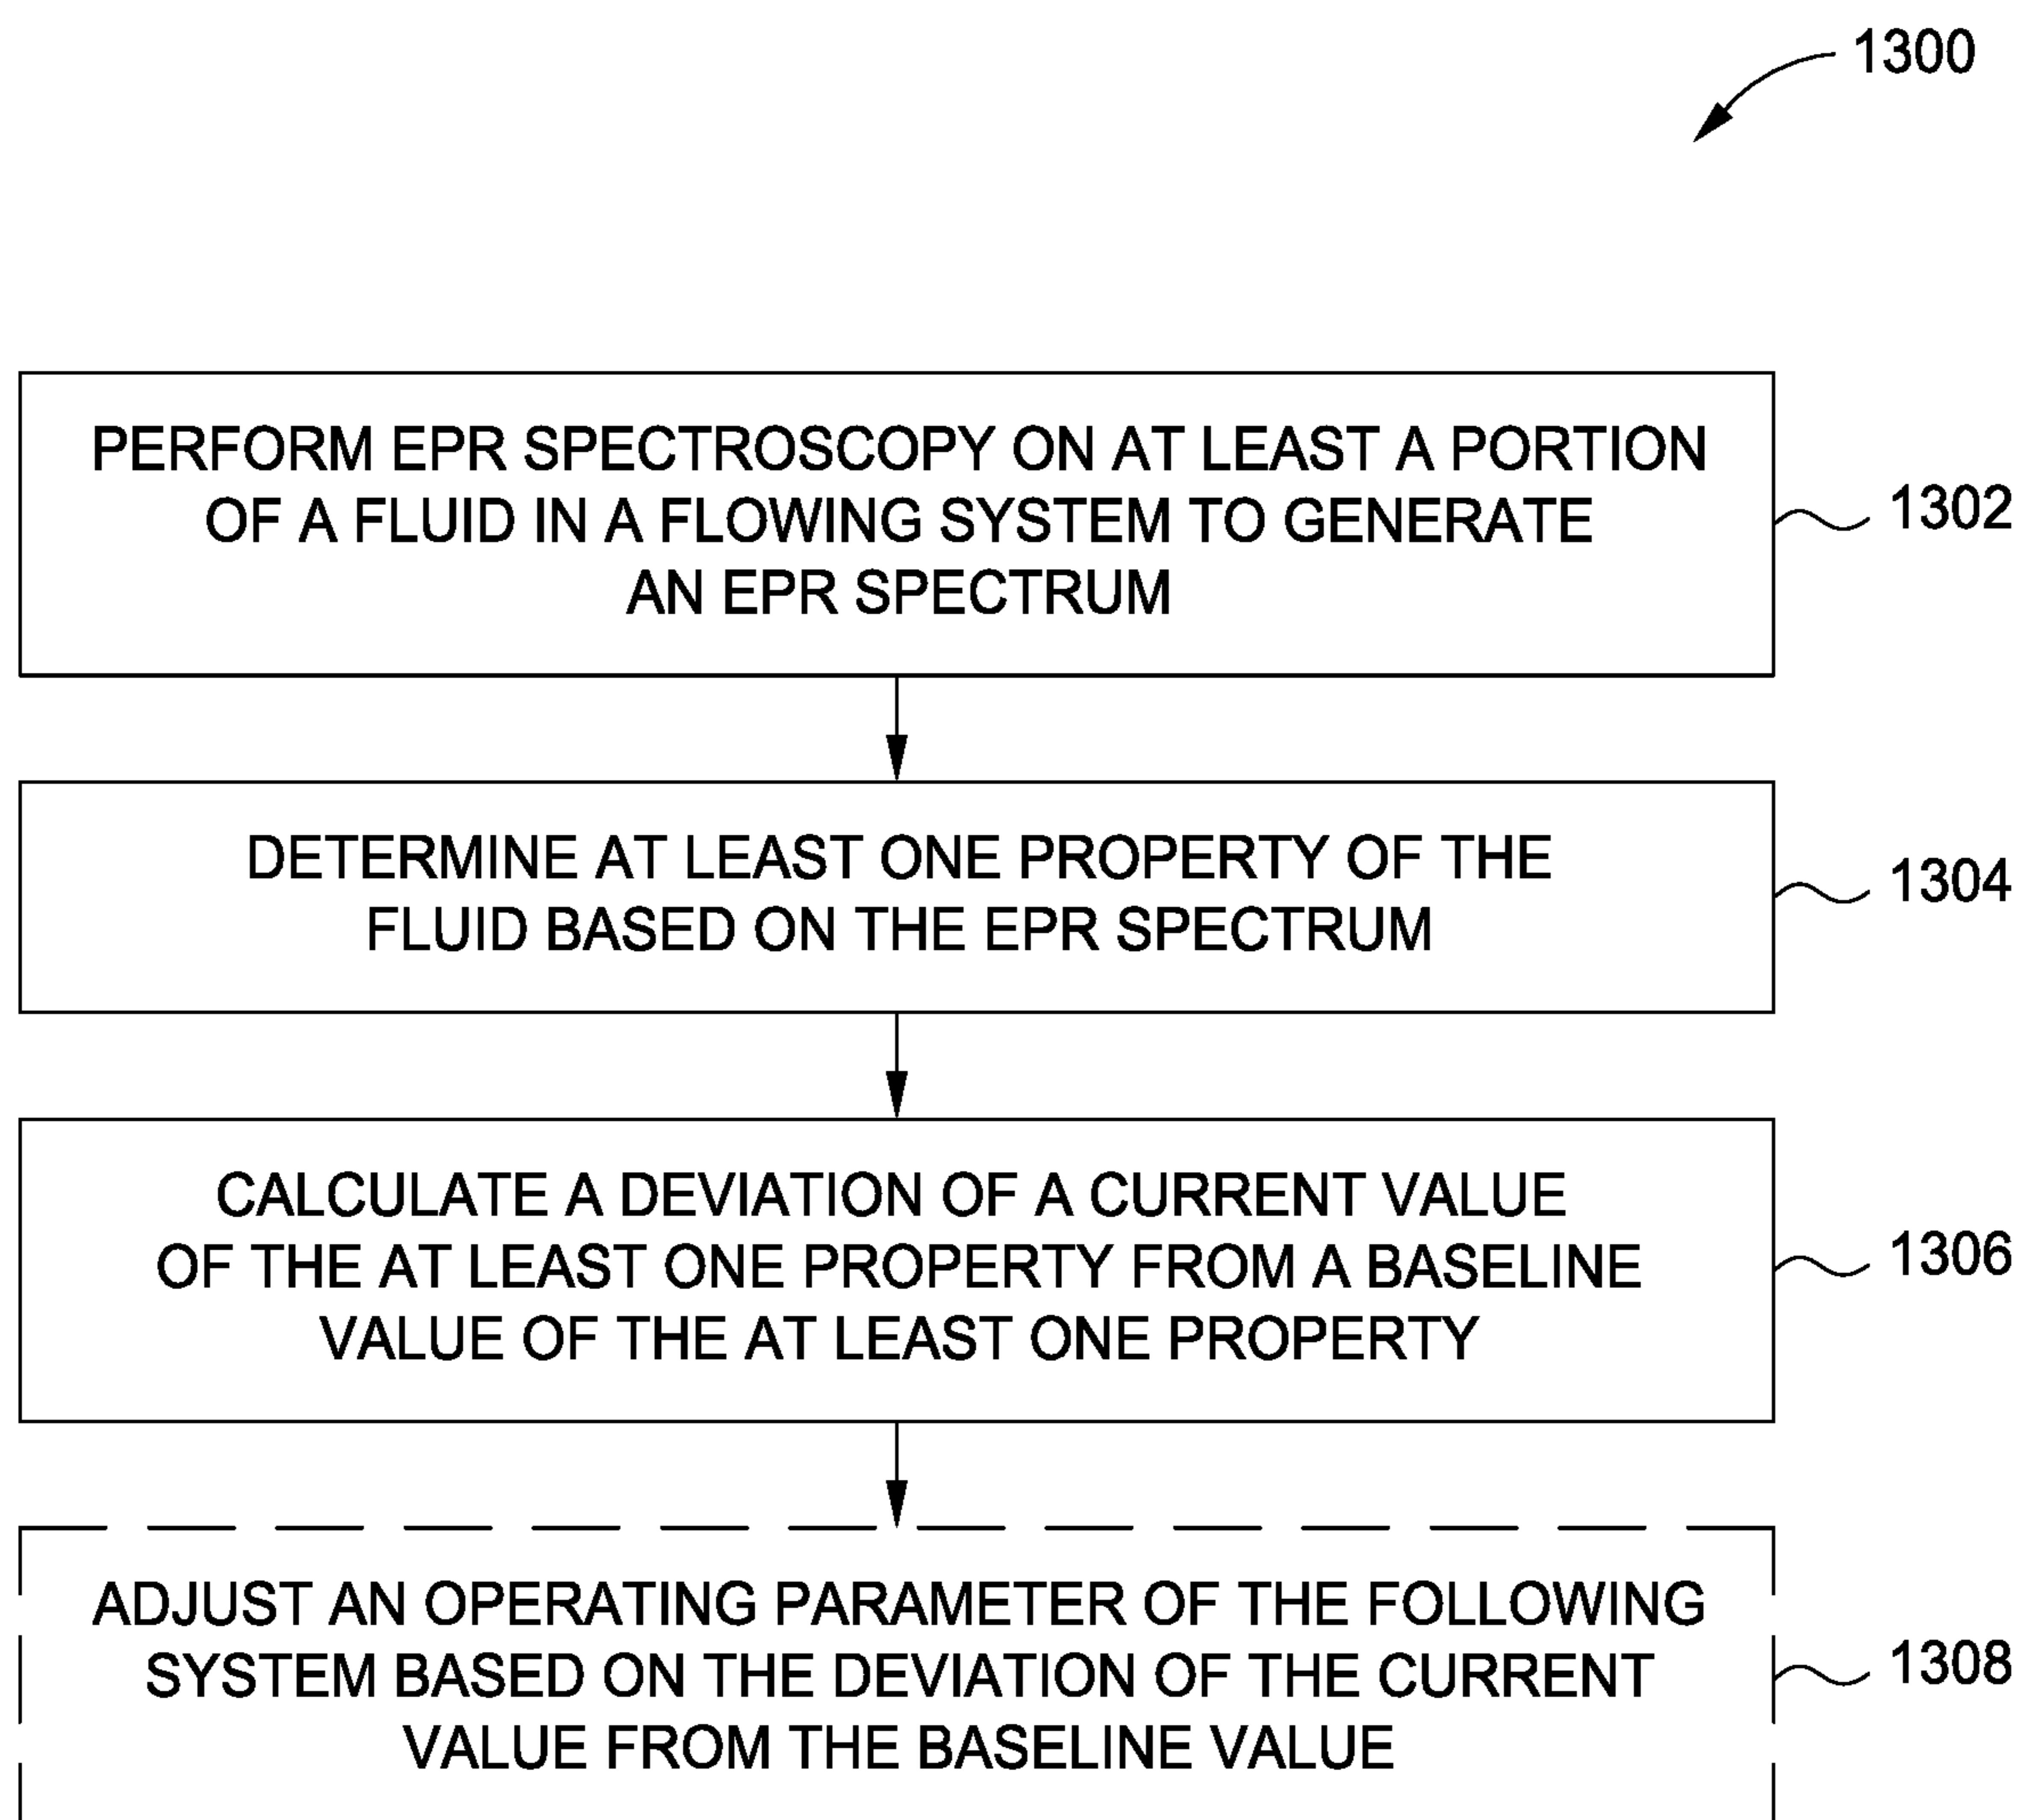 1300
PERFORM EPR SPECTROSCOPY ON AT LEAST A PORTION
OF A FLUID IN A FLOWING SYSTEM TO GENERATE
AN EPR SPECTRUM
1302
DETERMINE AT LEAST ONE PROPERTY OF THE
FLUID BASED ON THE EPR SPECTRUM
1304
CALCULATE A DEVIATION OF A CURRENT VALUE
OF THE AT LEAST ONE PROPERTY FROM A BASELINE
VALUE OF THE AT LEAST ONE PROPERTY
1306
ADJUST AN OPERATING PARAMETER OF THE FOLLOWING
SYSTEM BASED ON THE DEVIATION OF THE CURRENT
VALUE FROM THE BASELINE VALUE
1308